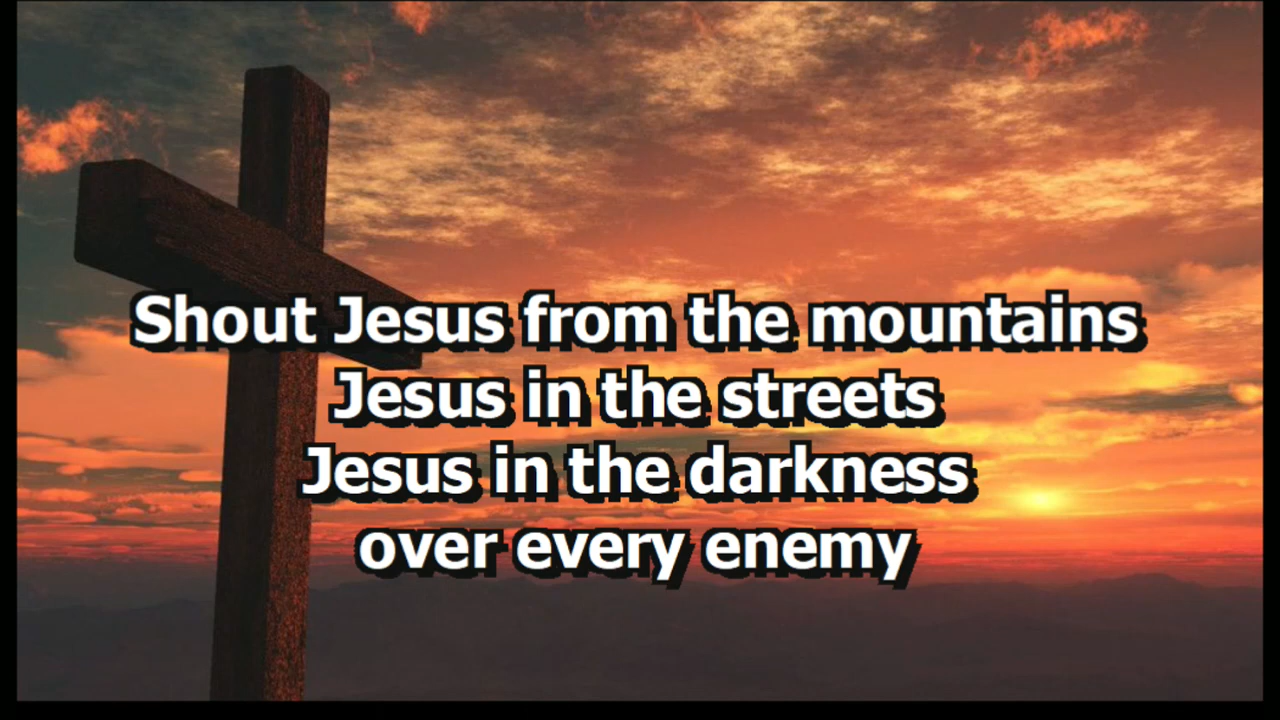 Shout Jesus from the mountains
Jesus in the streets
Jesus in the darkness
over every enemy